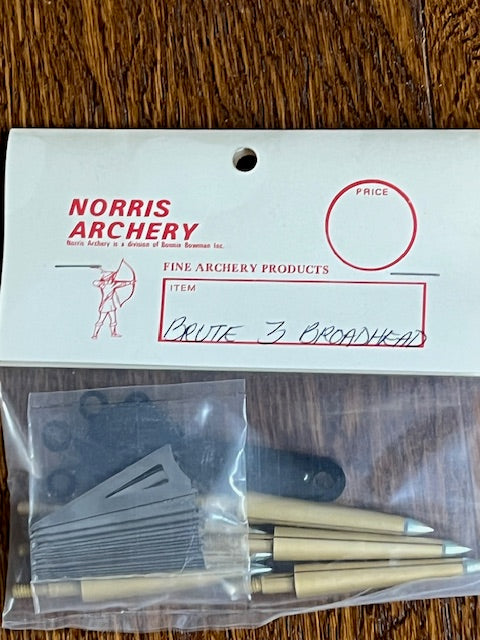 NORRIS
ARCHERY
Norris Archery is a division of Bonnie Bowman Inc.
PRICE
FINE ARCHERY PRODUCTS
ITEM
BRUTE 3 BROADHEAD